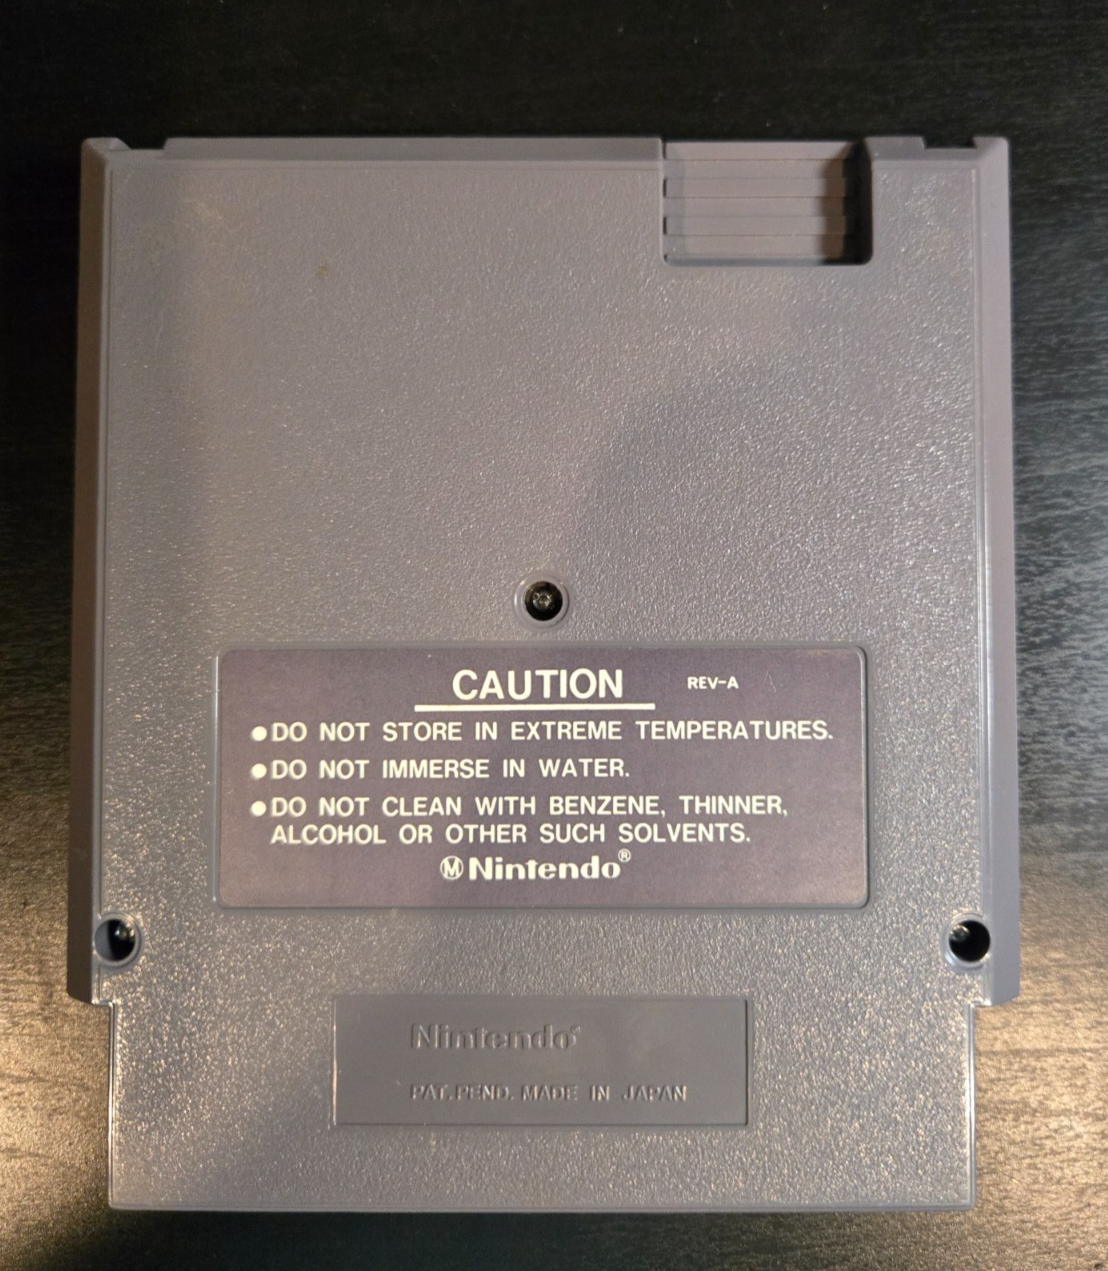 CAUTION REV-A
●DO NOT STORE IN EXTREME TEMPERATURES.
●DO NOT IMMERSE IN WATER.
●DO NOT CLEAN WITH BENZENE, THINNER,
ALCOHOL OR OTHER SUCH SOLVENTS.
Ⓜ Nintendo®
Nintendo®
PAT. PEND. MADE IN JAPAN